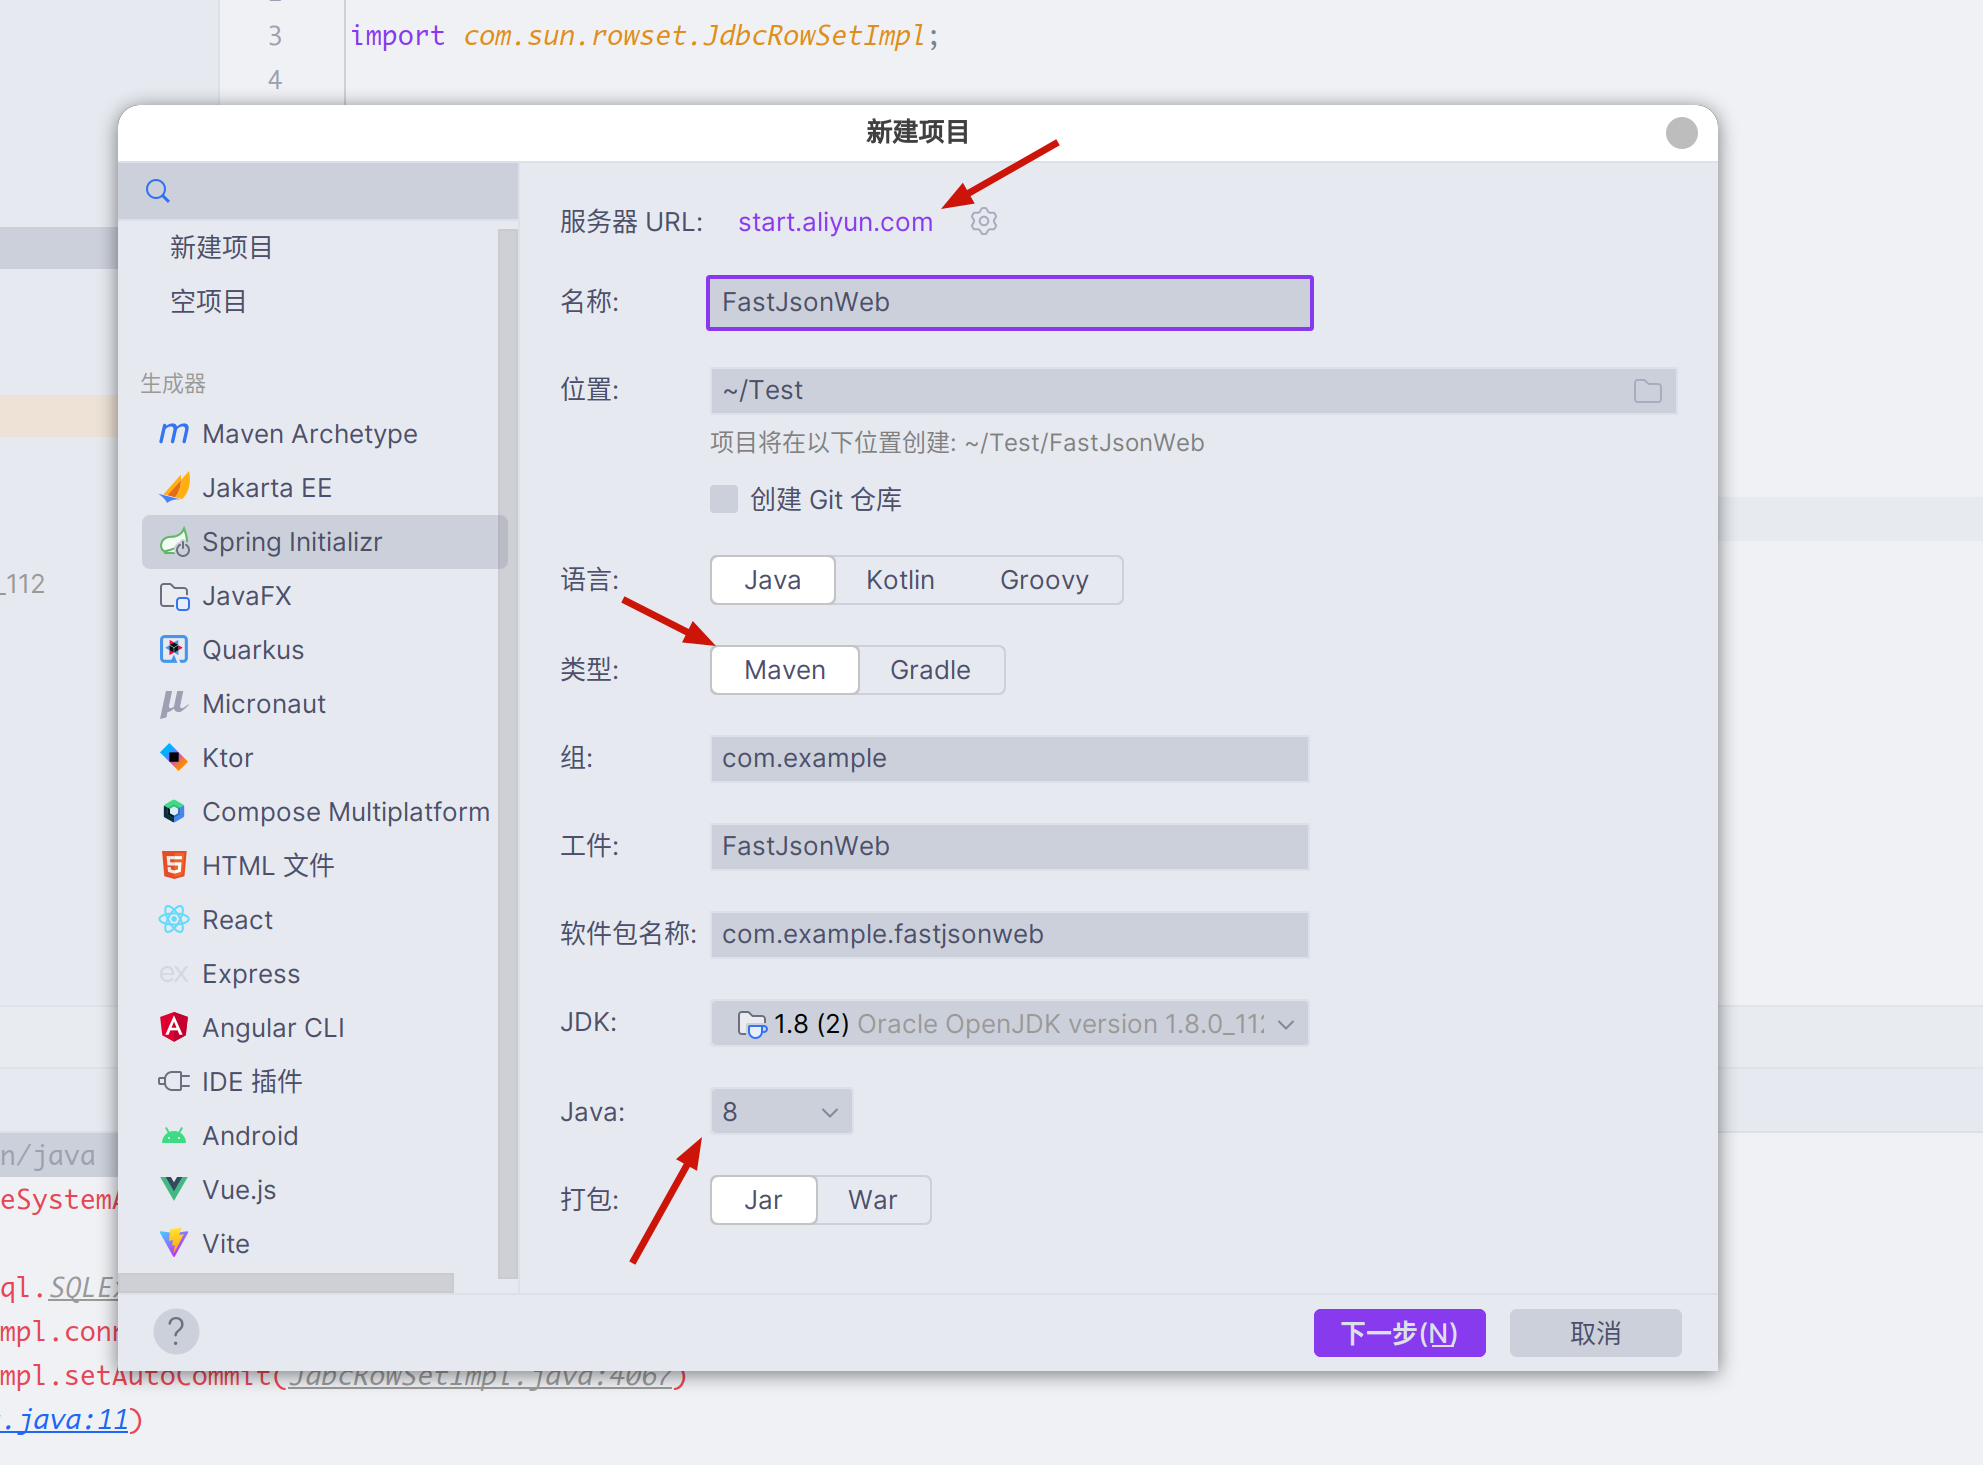 3 import com.sun.rowset.JdbcRowSetImpl;
4
新建项目
服务器 URL: start.aliyun.com
新建项目
空项目
名称: FastJsonWeb
位置: ~/Test
项目将在以下位置创建: ~/Test/FastJsonWeb
创建 Git 仓库
语言: Java Kotlin Groovy
类型: Maven Gradle
组: com.example
工件: FastJsonWeb
软件包名称: com.example.fastjsonweb
JDK: 1.8 (2) Oracle OpenJDK version 1.8.0_112
Java: 8
打包: Jar War
生成器
Maven Archetype
Jakarta EE
Spring Initializr
JavaFX
Quarkus
Micronaut
Ktor
Compose Multiplatform
HTML 文件
React
ex Express
Angular CLI
IDE 插件
Android
Vue.js
Vite
? 下一步(N) 取消
_112
n/java
eSystemA
ql.SQLEx
mpl.conn
mpl.setAutoCommit(JdbcRowSetImpl.java:4067)
.java:11)